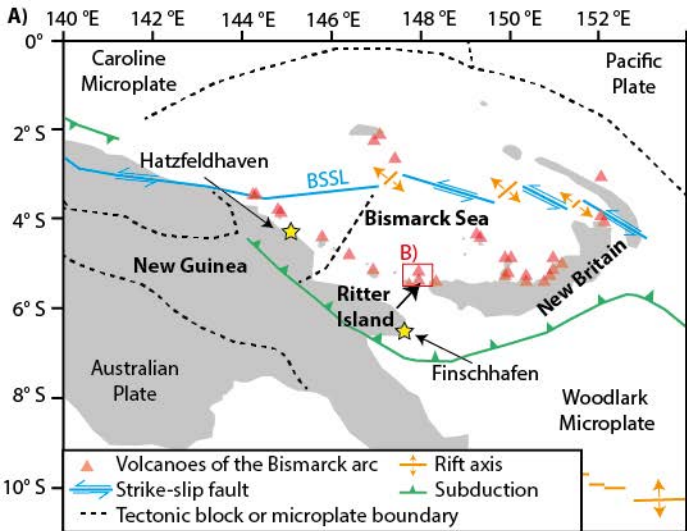 A)
140 °E 142 °E 144 °E 146 °E 148 °E 150 °E 152 °E
0°
2° S
4° S
6° S
8° S
10° S
Caroline
Microplate
Pacific
Plate
Hatzfeldhaven
BSSL
Bismarck Sea
New Guinea
B)
Ritter
Island
New Britain
Finschhafen
Australian
Plate
Woodlark
Microplate
Volcanoes of the Bismarck arc
Rift axis
Strike-slip fault
Subduction
Tectonic block or microplate boundary